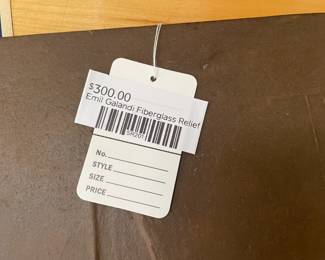 $300.00
Emil Galandi Fiberglass Relief
No.
STYLE
SIZE
PRICE